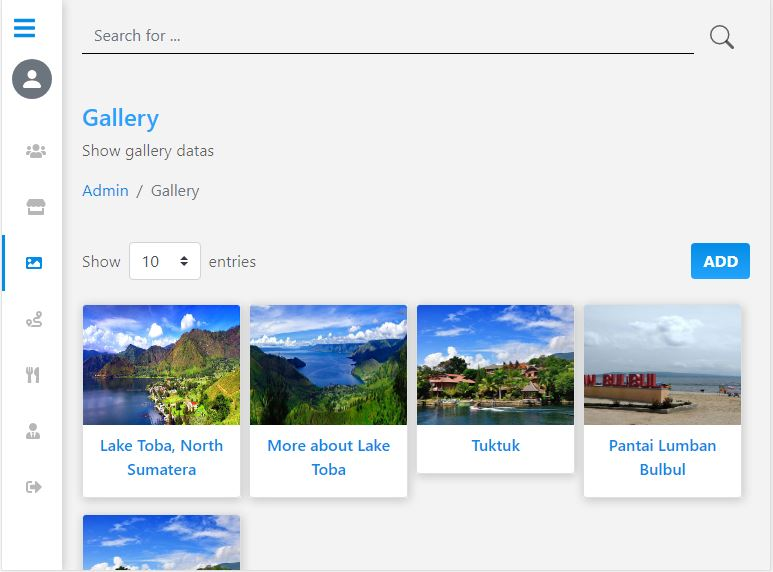 Search for ...
Gallery
Show gallery datas
Admin / Gallery
Show 10 entries
ADD
Lake Toba, North
Sumatera
More about Lake
Toba
Tuktuk
N BULBUL
Pantai Lumban
Bulbul